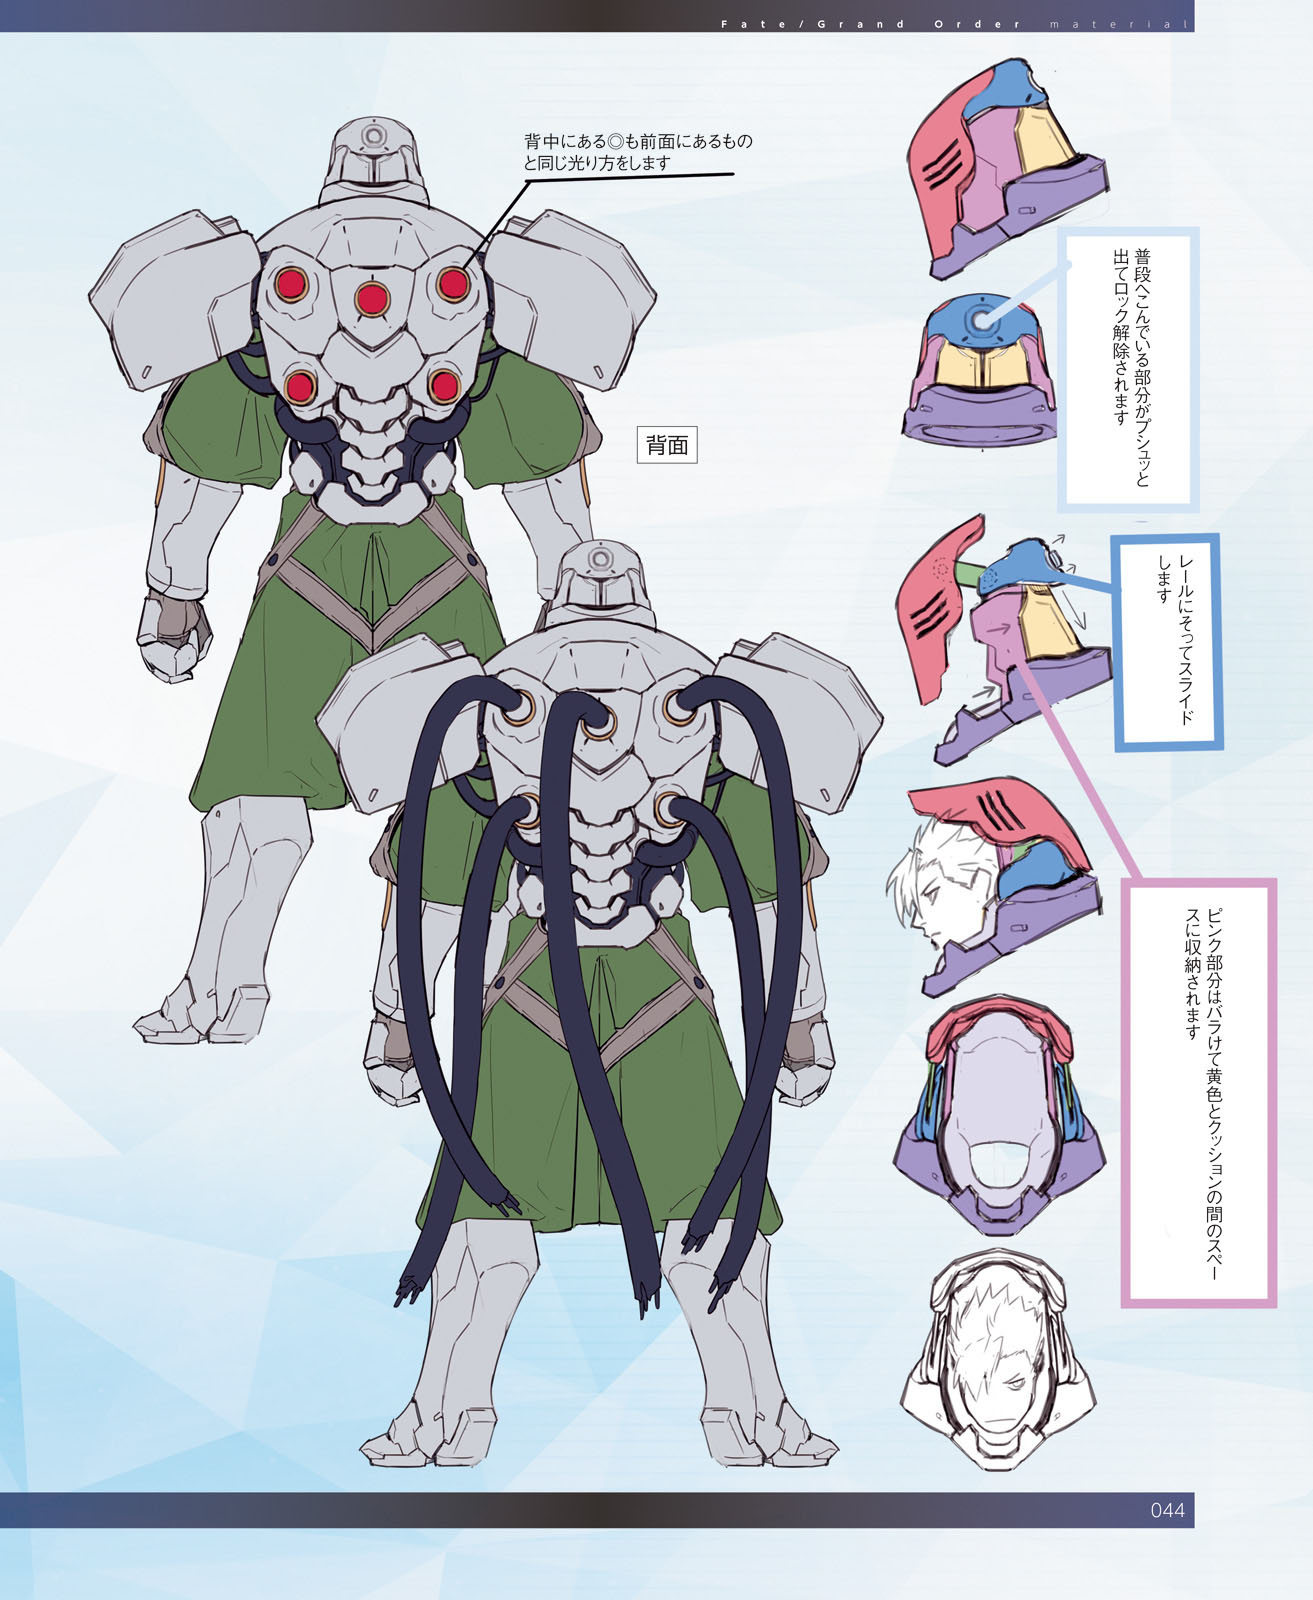 Fate/Grand Order material
背中にある◎も前面にあるもの
と同じ光り方をします
背面
普段へこんでいる部分がプシュッと
出てロック解除されます
レールにそってスライド
します
ピンク部分はバラけて黄色とクッションの間のスペー
スに収納されます
044